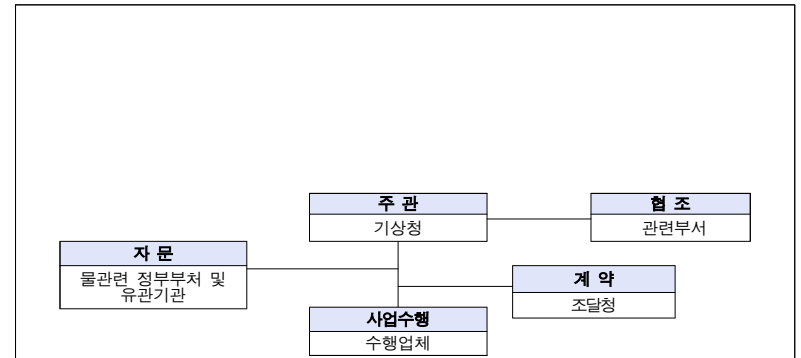 주 관
기상청
협 조
관련부서
자 문
물관련 정부부처 및
유관기관
계 약
조달청
사업수행
수행업체